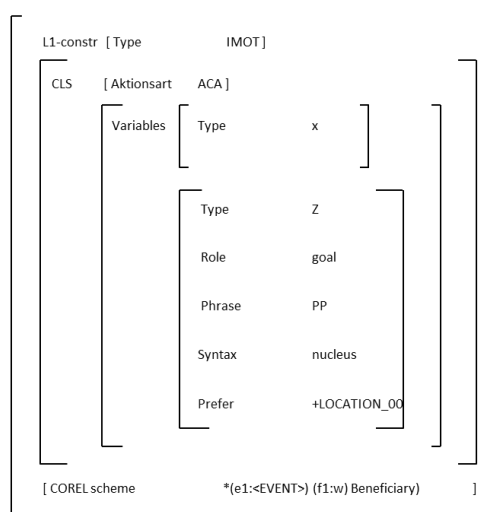 L1-constr [ Type IMOT]
CLS [ Aktionsart ACA ]
Variables Type x
Type Z
Role goal
Phrase PP
Syntax nucleus
Prefer +LOCATION_00
[ COREL scheme *(e1:<EVENT>) (f1:w) Beneficiary) ]